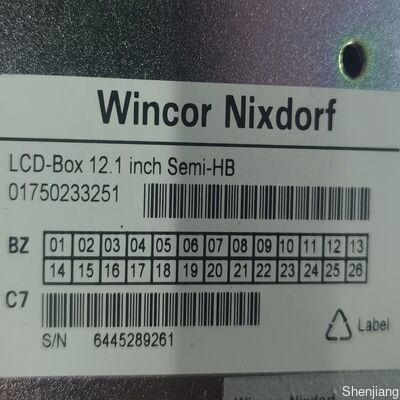 Wincor Nixdorf
LCD-Box 12.1 inch Semi-HB
01750233251
BZ 01 02 03 04 05 06 07 08 09 10 11 12 13
14 15 16 17 18 19 20 21 22 23 24 25 26
C7
Label
S/N 6445289261
Wincor Nixdorf
Shenjiang